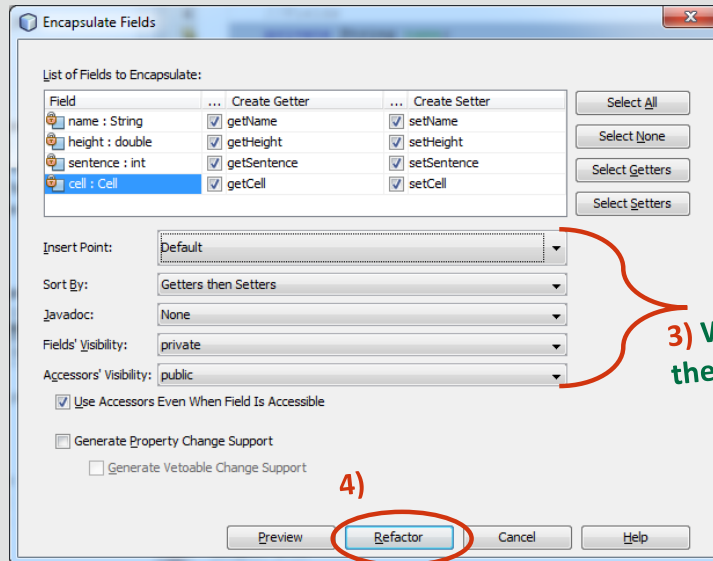 Encapsulate Fields
List of Fields to Encapsulate:
Field ... Create Getter ... Create Setter
name : String getName setName
height : double getHeight setHeight
sentence : int getSentence setSentence
cell : Cell getCell setCell
Select All
Select None
Select Getters
Select Setters
Insert Point: Default
Sort By: Getters then Setters
Javadoc: None
Fields' Visibility: private
Accessors' Visibility: public
3)
the
Use Accessors Even When Field Is Accessible
Generate Property Change Support
Generate Vetoable Change Support
4)
Preview Refactor Cancel Help